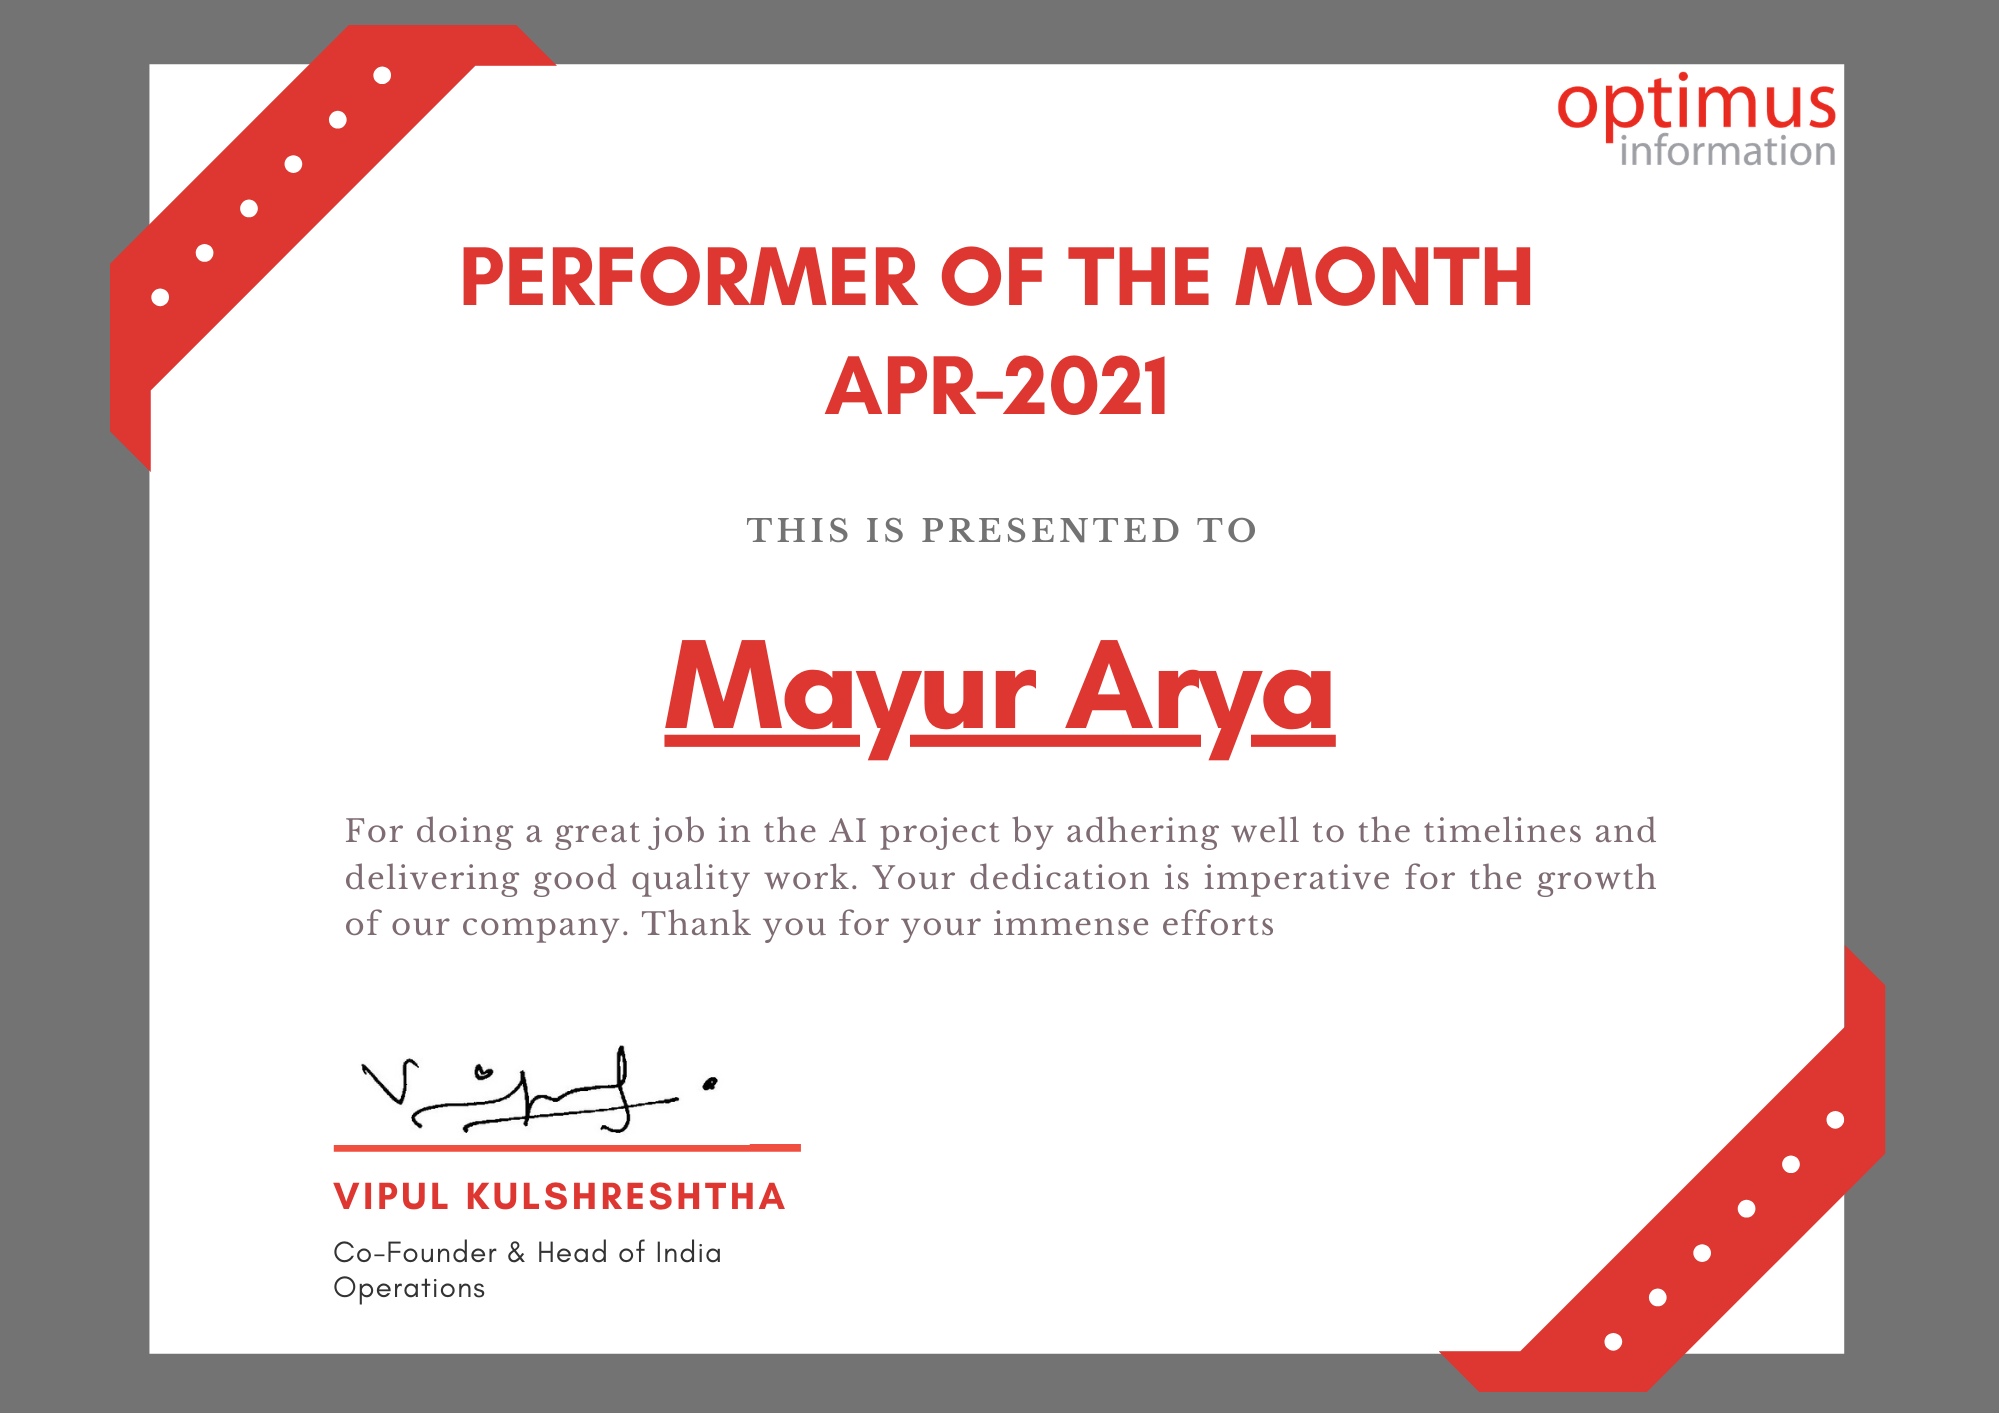 optimus
information
PERFORMER OF THE MONTH
APR-2021
THIS IS PRESENTED TO
Mayur Arya
For doing a great job in the AI project by adhering well to the timelines and
delivering good quality work. Your dedication is imperative for the growth
of our company. Thank you for your immense efforts
Vipul
VIPUL KULSHRESHTHA
Co-Founder & Head of India
Operations